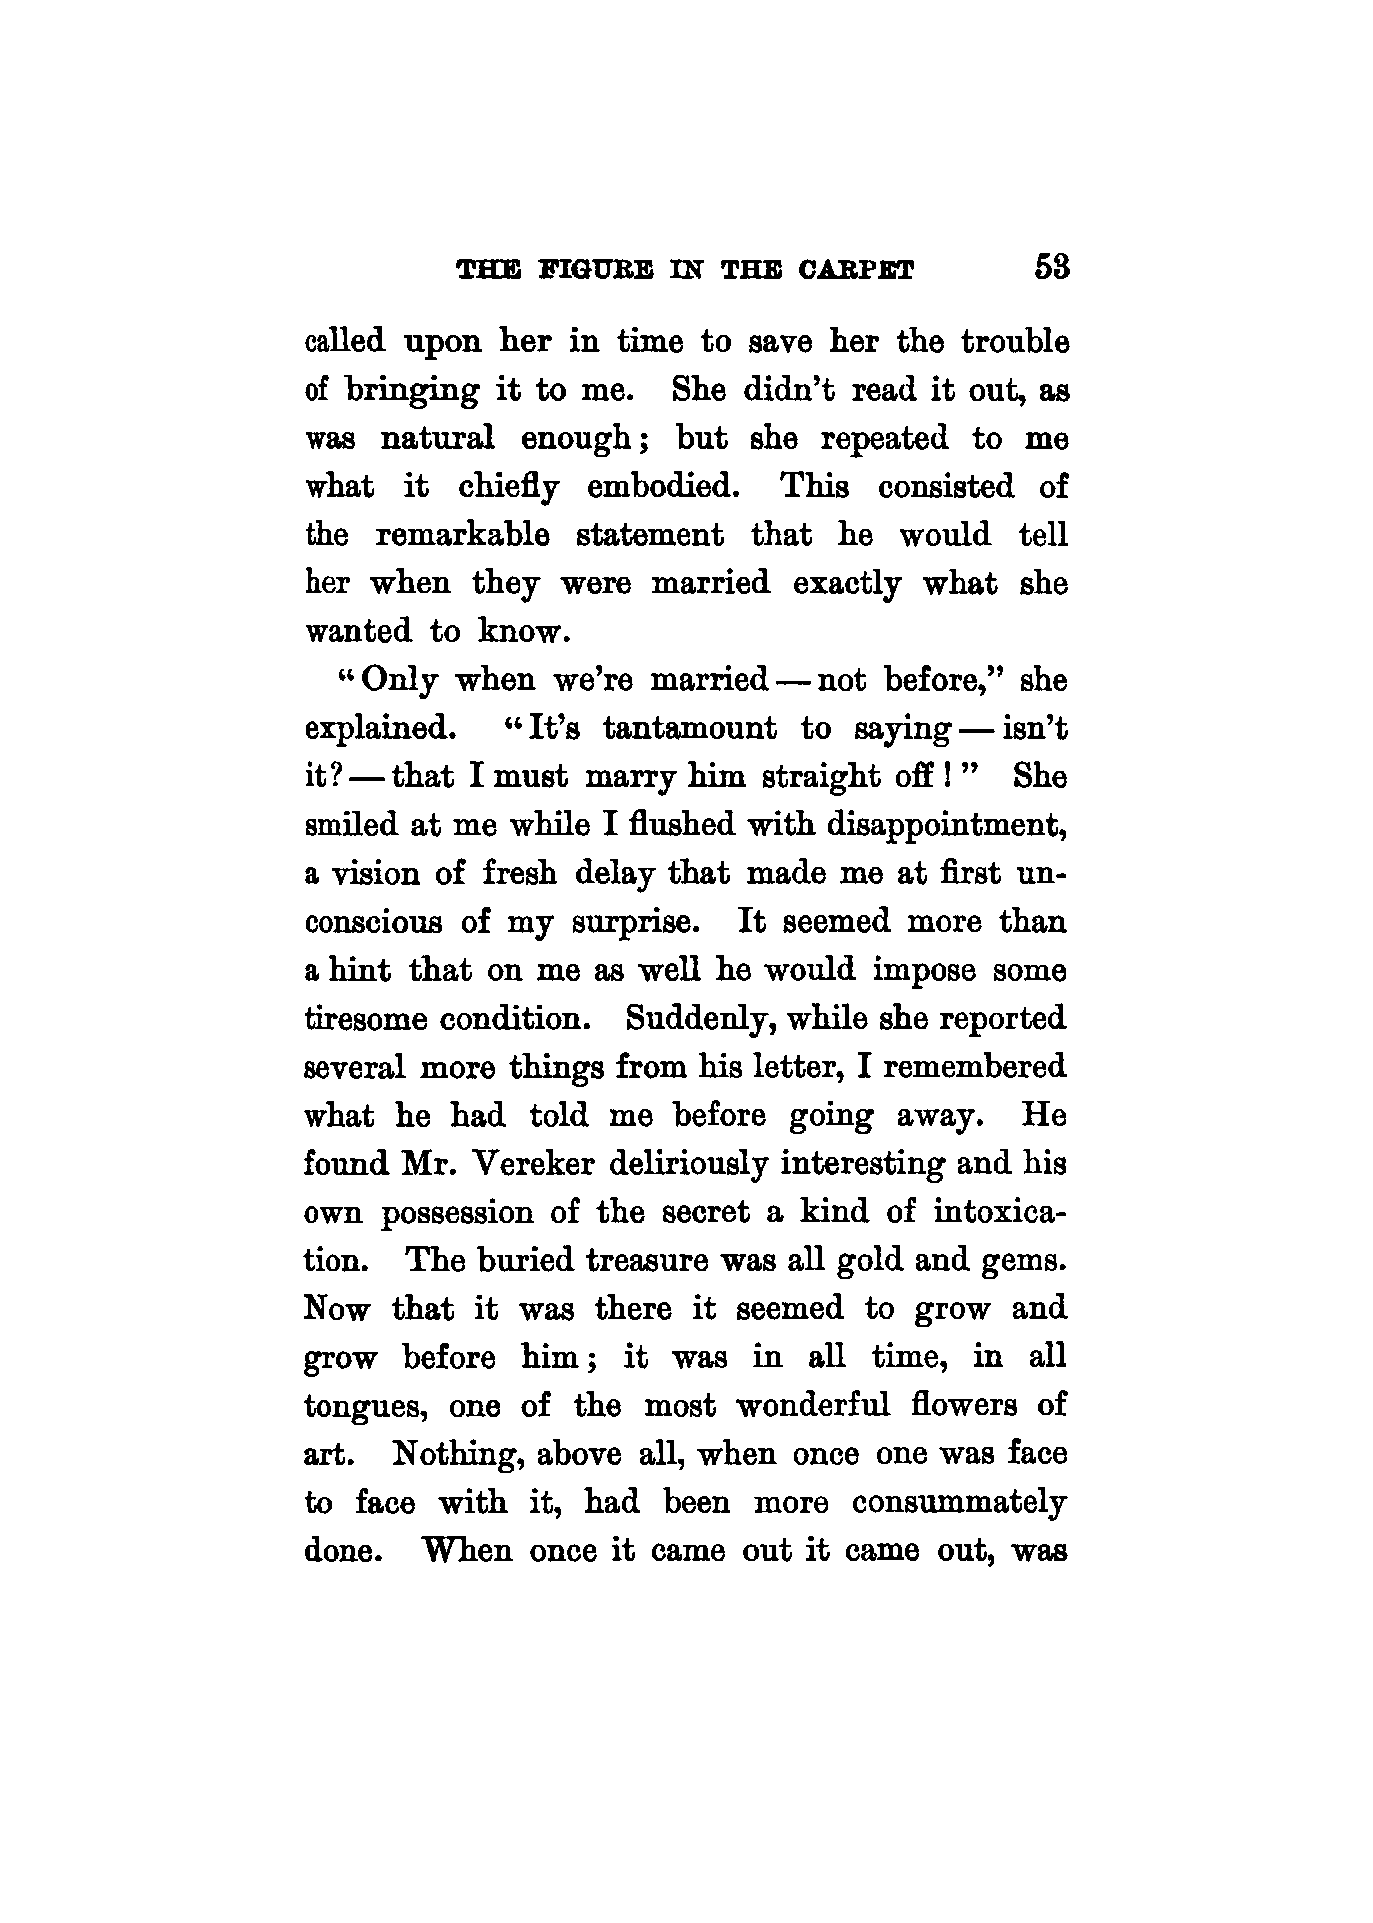 THE FIGURE IN THE CARPET 53
called upon her in time to save her the trouble
of bringing it to me. She didn't read it out, as
was natural enough; but she repeated to me
what it chiefly embodied. This consisted of
the remarkable statement that he would tell
her when they were married exactly what she
wanted to know.
“Only when we're married—not before,” she
explained. “It's tantamount to saying—isn't
it?—that I must marry him straight off!” She
smiled at me while I flushed with disappointment,
a vision of fresh delay that made me at first un-
conscious of my surprise. It seemed more than
a hint that on me as well he would impose some
tiresome condition. Suddenly, while she reported
several more things from his letter, I remembered
what he had told me before going away. He
found Mr. Vereker deliriously interesting and his
own possession of the secret a kind of intoxica-
tion. The buried treasure was all gold and gems.
Now that it was there it seemed to grow and
grow before him; it was in all time, in all
tongues, one of the most wonderful flowers of
art. Nothing, above all, when once one was face
to face with it, had been more consummately
done. When once it came out it came out, was